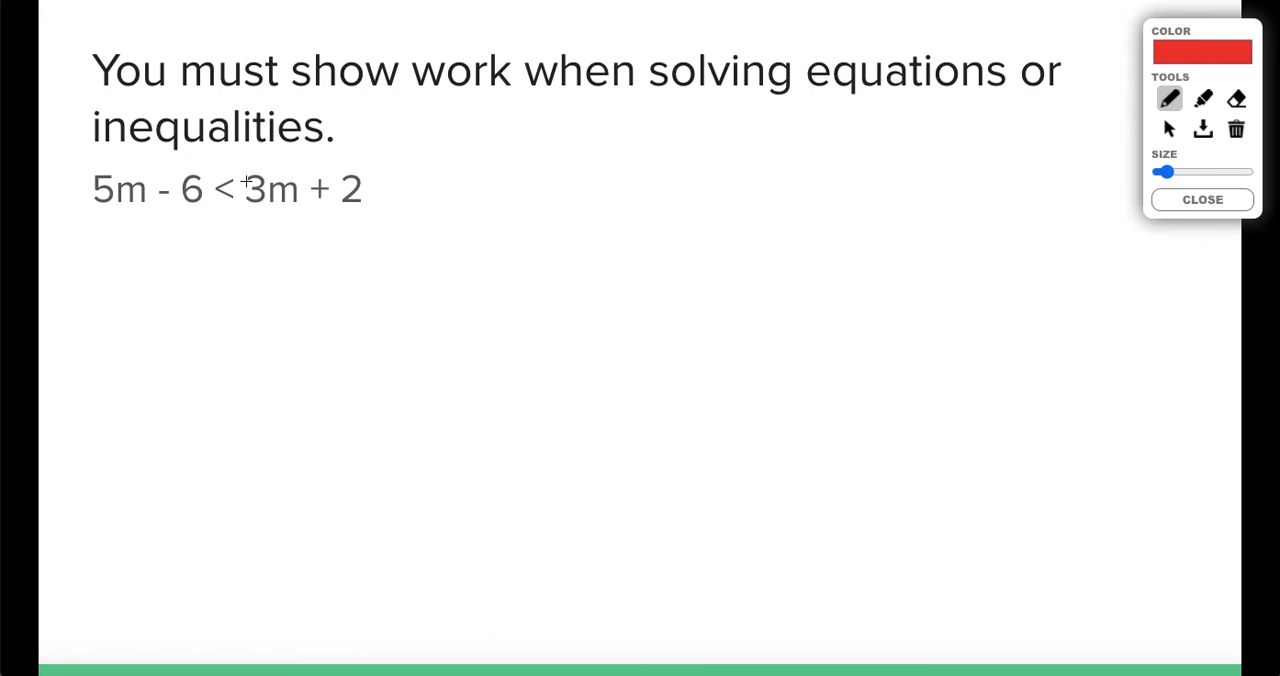 You must show work when solving equations or
inequalities.
5m - 6 < 3m + 2
COLOR
TOOLS
SIZE
CLOSE